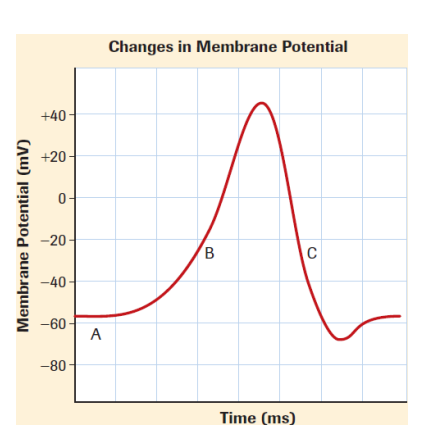 Changes in Membrane Potential
Membrane Potential (mV)
+40
+20
0
−20
−40
−60
−80
A
B
C
Time (ms)